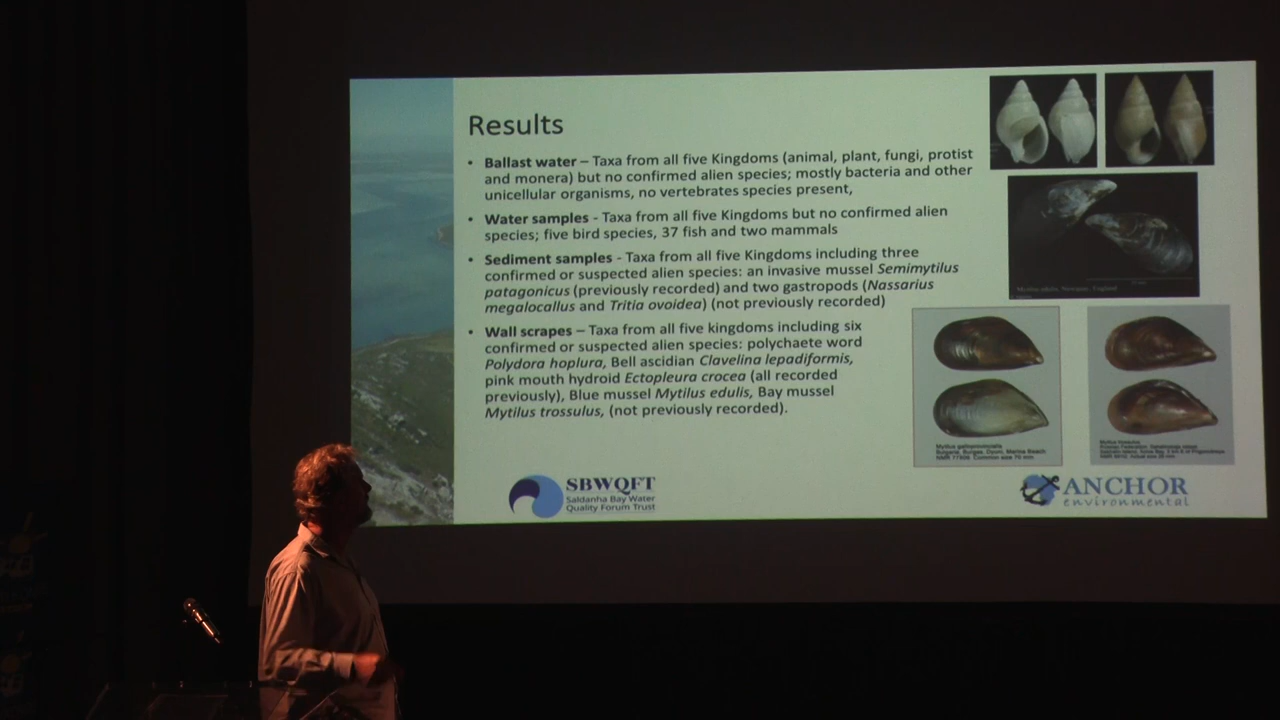 Results
• Ballast water – Taxa from all five Kingdoms (animal, plant, fungi, protist
and monera) but no confirmed alien species; mostly bacteria and other
unicellular organisms, no vertebrates species present,
• Water samples - Taxa from all five Kingdoms but no confirmed alien
species; five bird species, 37 fish and two mammals
• Sediment samples - Taxa from all five Kingdoms including three
confirmed or suspected alien species: an invasive mussel Semimytilus
patagonicus (previously recorded) and two gastropods (Nassarius
megalocallus and Tritia ovoidea) (not previously recorded)
• Wall scrapes – Taxa from all five kingdoms including six
confirmed or suspected alien species: polychaete word
Polydora hoplura, Bell ascidian Clavelina lepadiformis,
pink mouth hydroid Ectopleura crocea (all recorded
previously), Blue mussel Mytilus edulis, Bay mussel
Mytilus trossulus, (not previously recorded).
Mytilus edulis, England
Mytilus galloprovincialis
SBWQFT
Saldanha Bay Water
Quality Forum Trust
ANCHOR
environmental